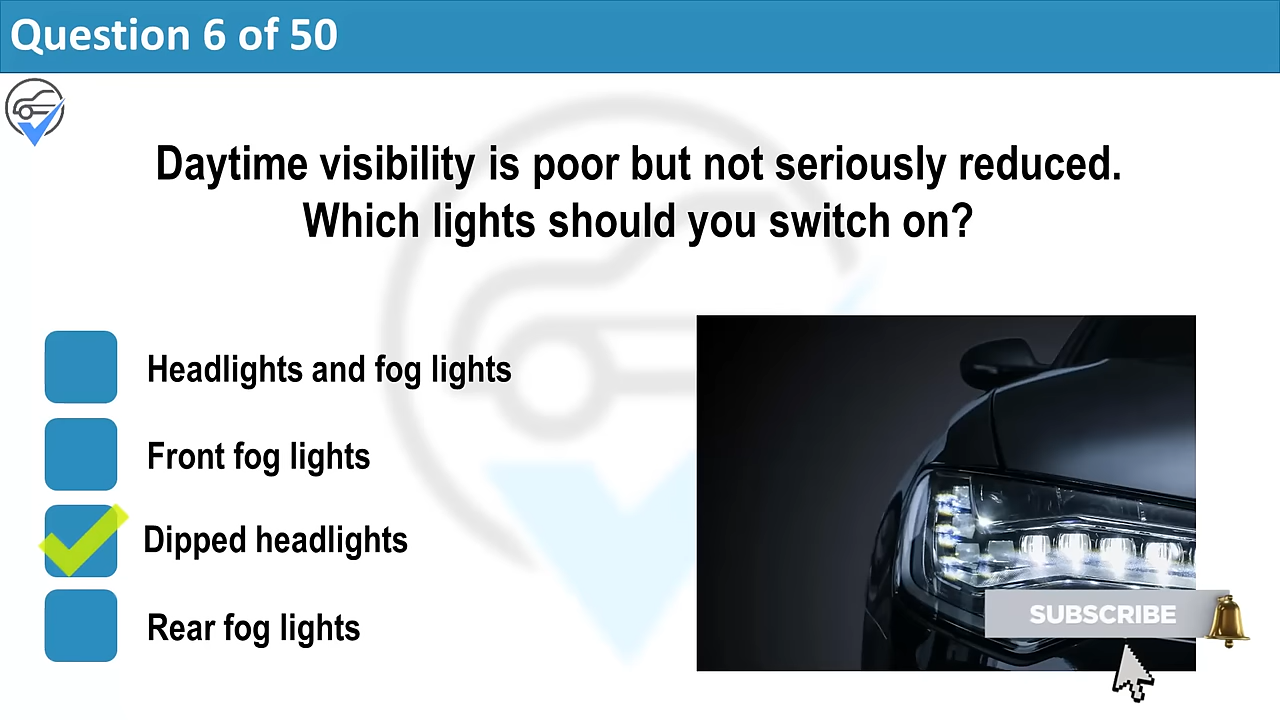 Question 6 of 50
Daytime visibility is poor but not seriously reduced.
Which lights should you switch on?
Headlights and fog lights
Front fog lights
Dipped headlights
Rear fog lights
SUBSCRIBE